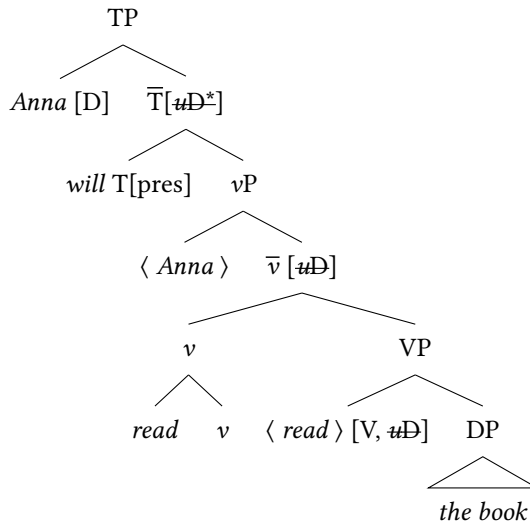 TP
Anna [D] T̅[uD*]
will T[pres] vP
⟨ Anna ⟩ v̅ [uD]
v VP
read v ⟨ read ⟩ [V, uD] DP
the book